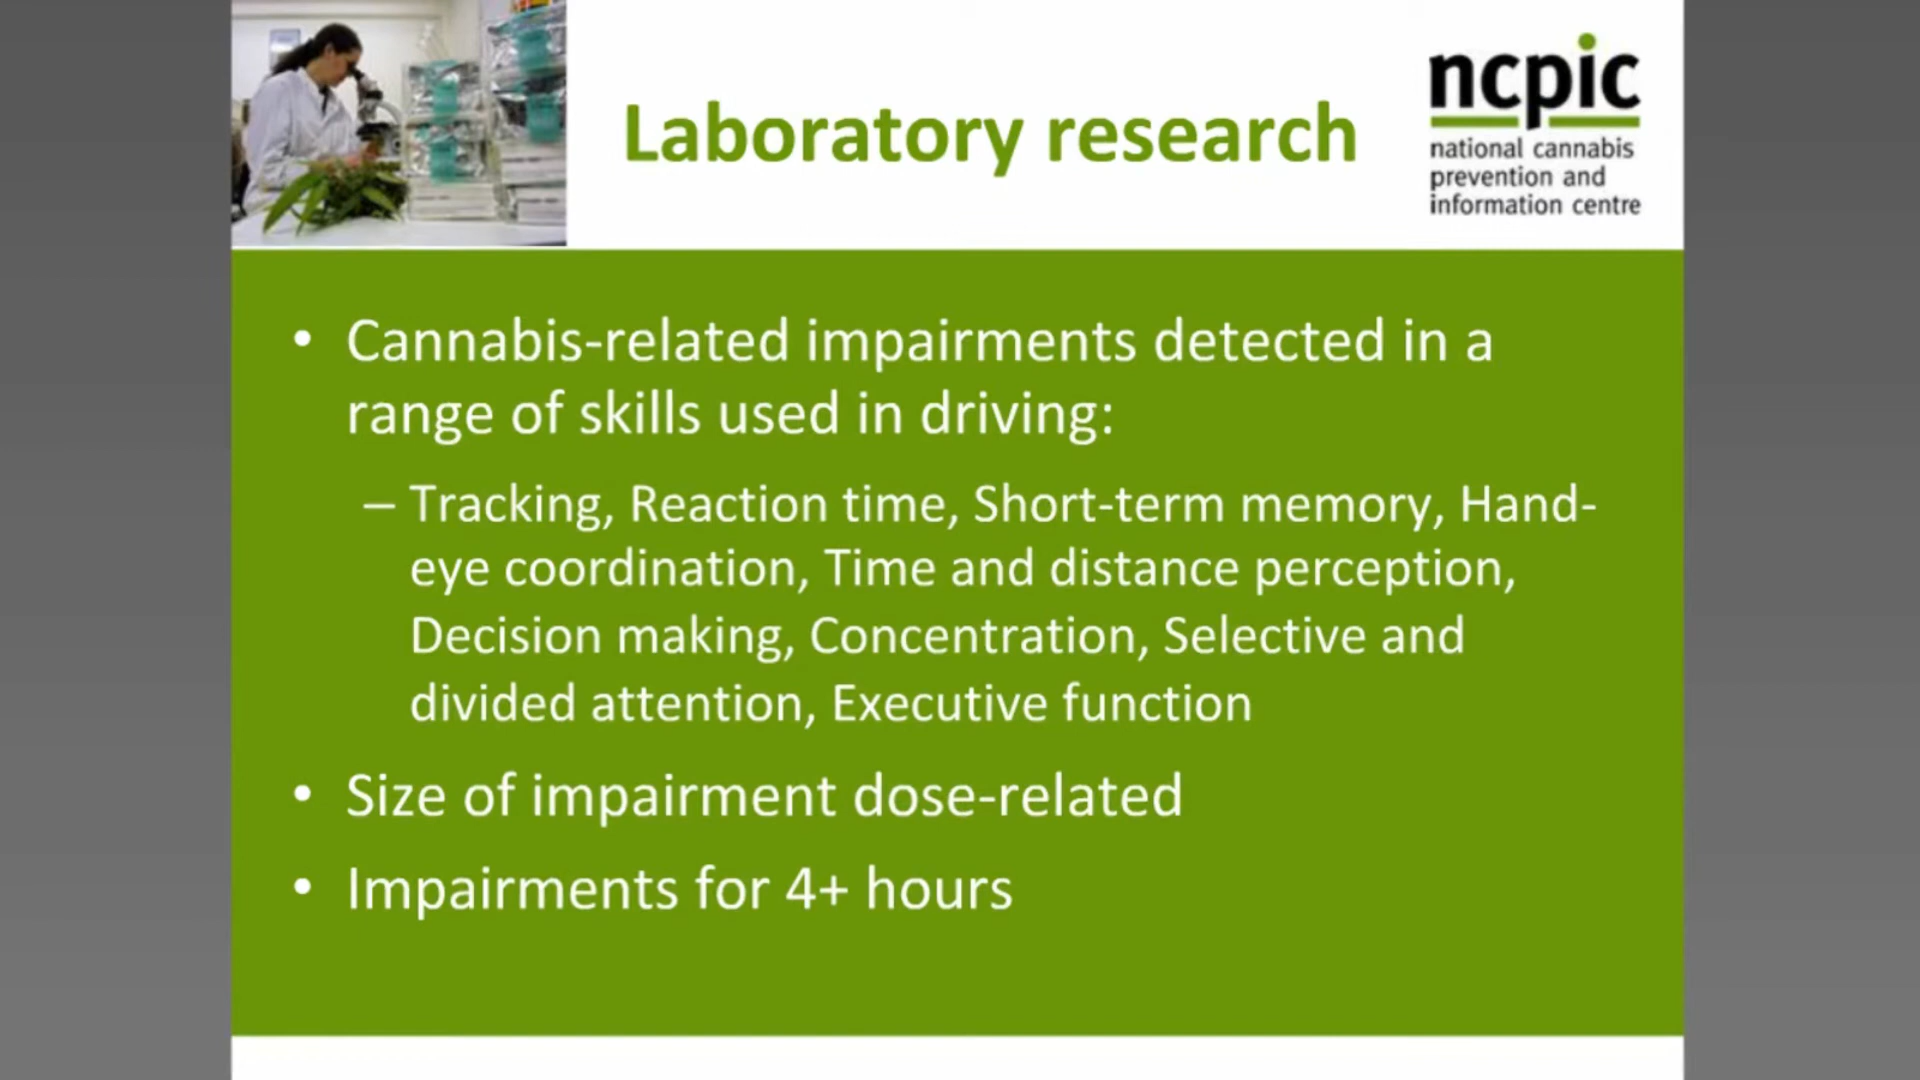 Laboratory research
ncpic
national cannabis
prevention and
information centre
• Cannabis-related impairments detected in a
range of skills used in driving:
– Tracking, Reaction time, Short-term memory, Hand-
eye coordination, Time and distance perception,
Decision making, Concentration, Selective and
divided attention, Executive function
• Size of impairment dose-related
• Impairments for 4+ hours